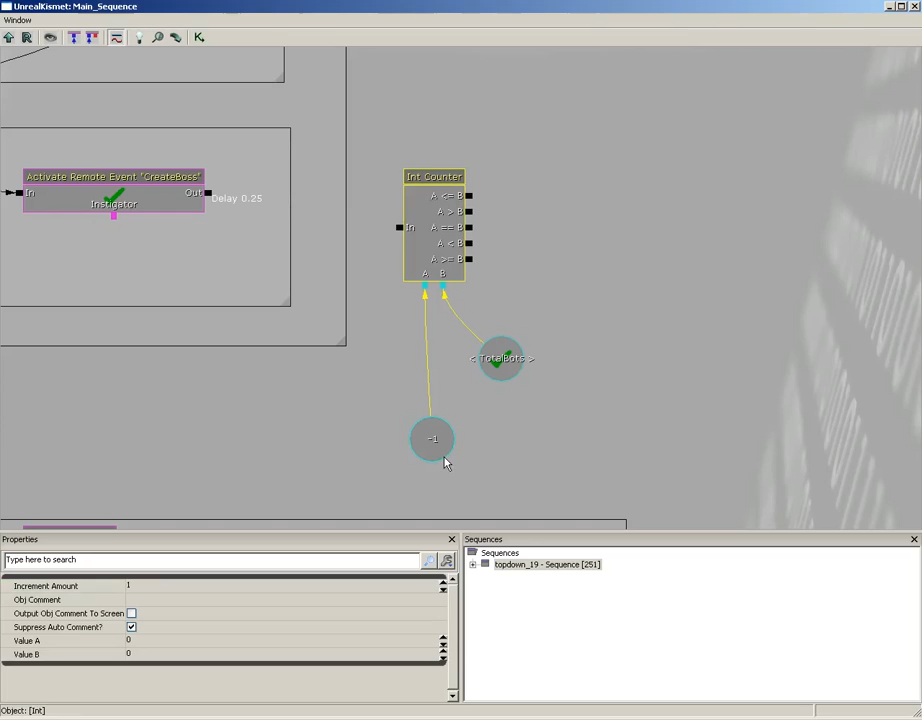 UnrealKismet: Main_Sequence
Window
Activate Remote Event "CreateBoss"
In
Out
Instigator
Delay 0.25
Int Counter
A <= B
A > B
In
A == B
A < B
A >= B
A
B
< TotalBots >
-1
Properties
Type here to search
Increment Amount 1
Obj Comment
Output Obj Comment To Screen
Suppress Auto Comment?
Value A 0
Value B 0
Sequences
Sequences
topdown_19 - Sequence [251]
Object: [Int]